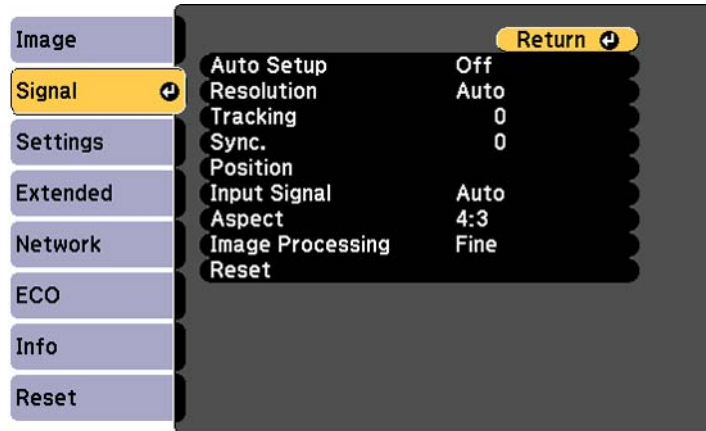 Image
Signal
Settings
Extended
Network
ECO
Info
Reset
Return
Auto Setup Off
Resolution Auto
Tracking 0
Sync. 0
Position
Input Signal Auto
Aspect 4:3
Image Processing Fine
Reset